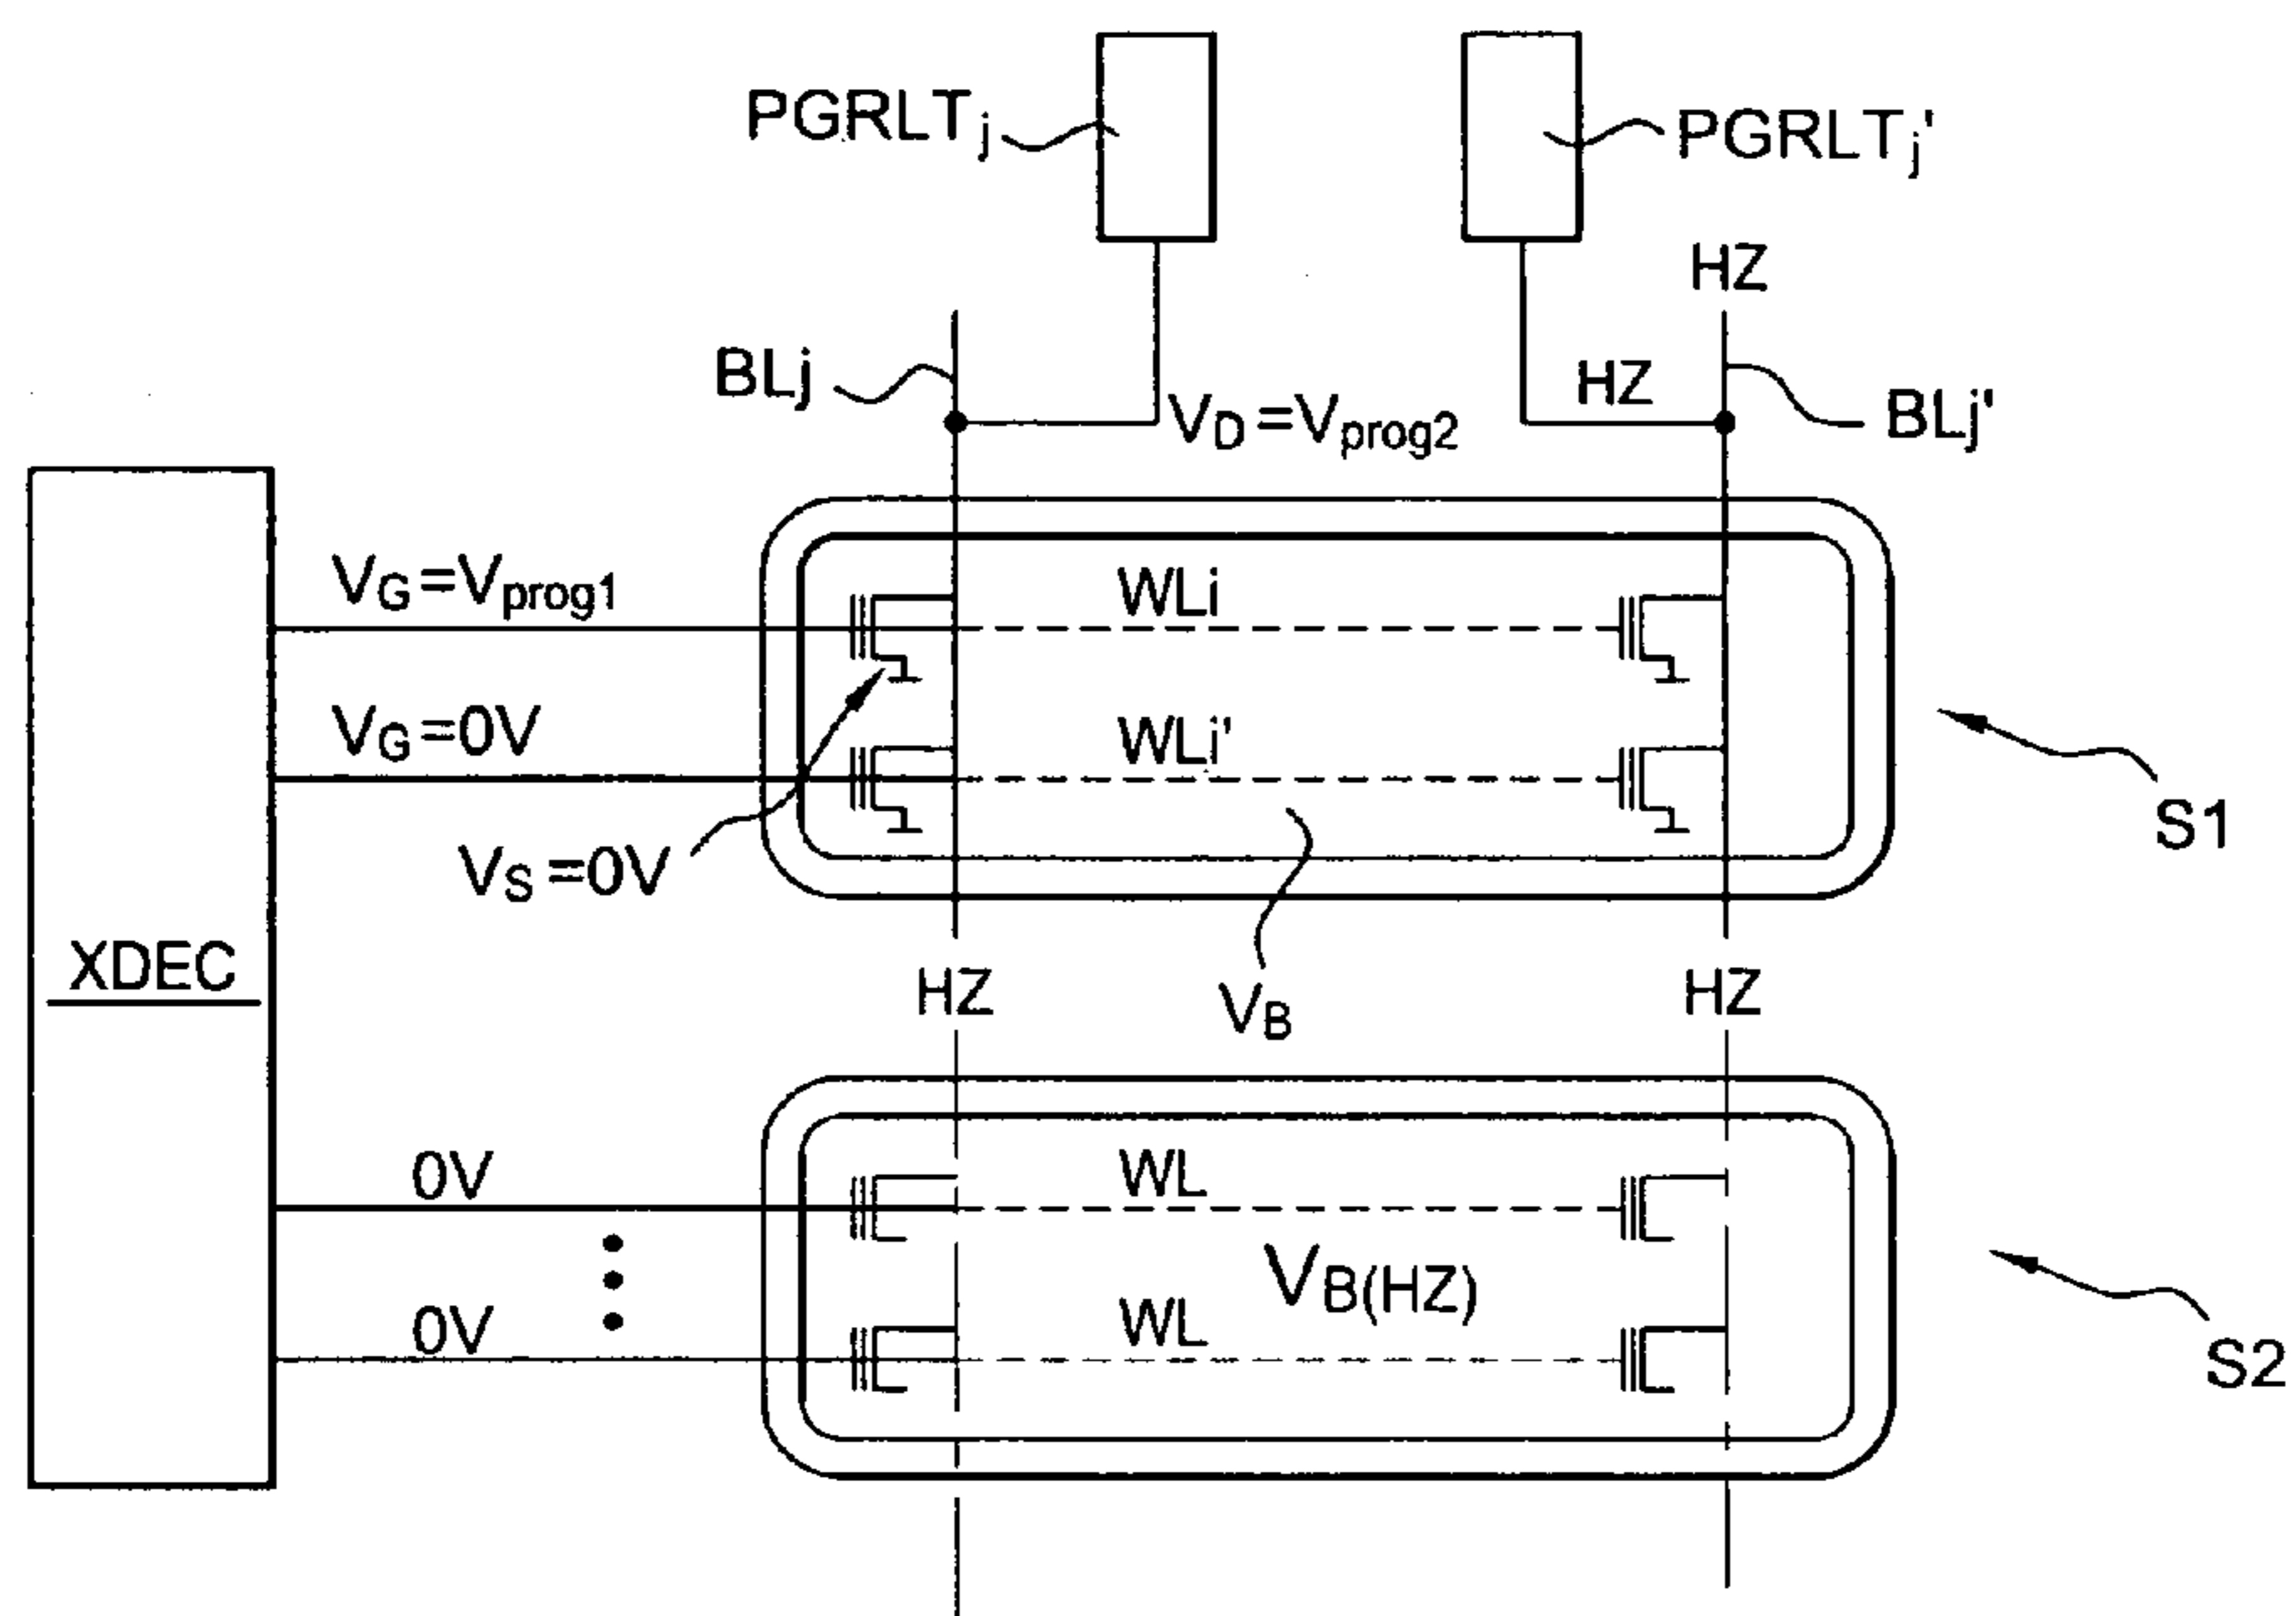 PGRLTj
PGRLTj'
HZ
BLj
VD=Vprog2
HZ
BLj'
VG=Vprog1
WLi
VG=0V
WLi'
VS=0V
S1
XDEC
HZ
VB
HZ
0V
WL
VB(HZ)
0V
WL
S2